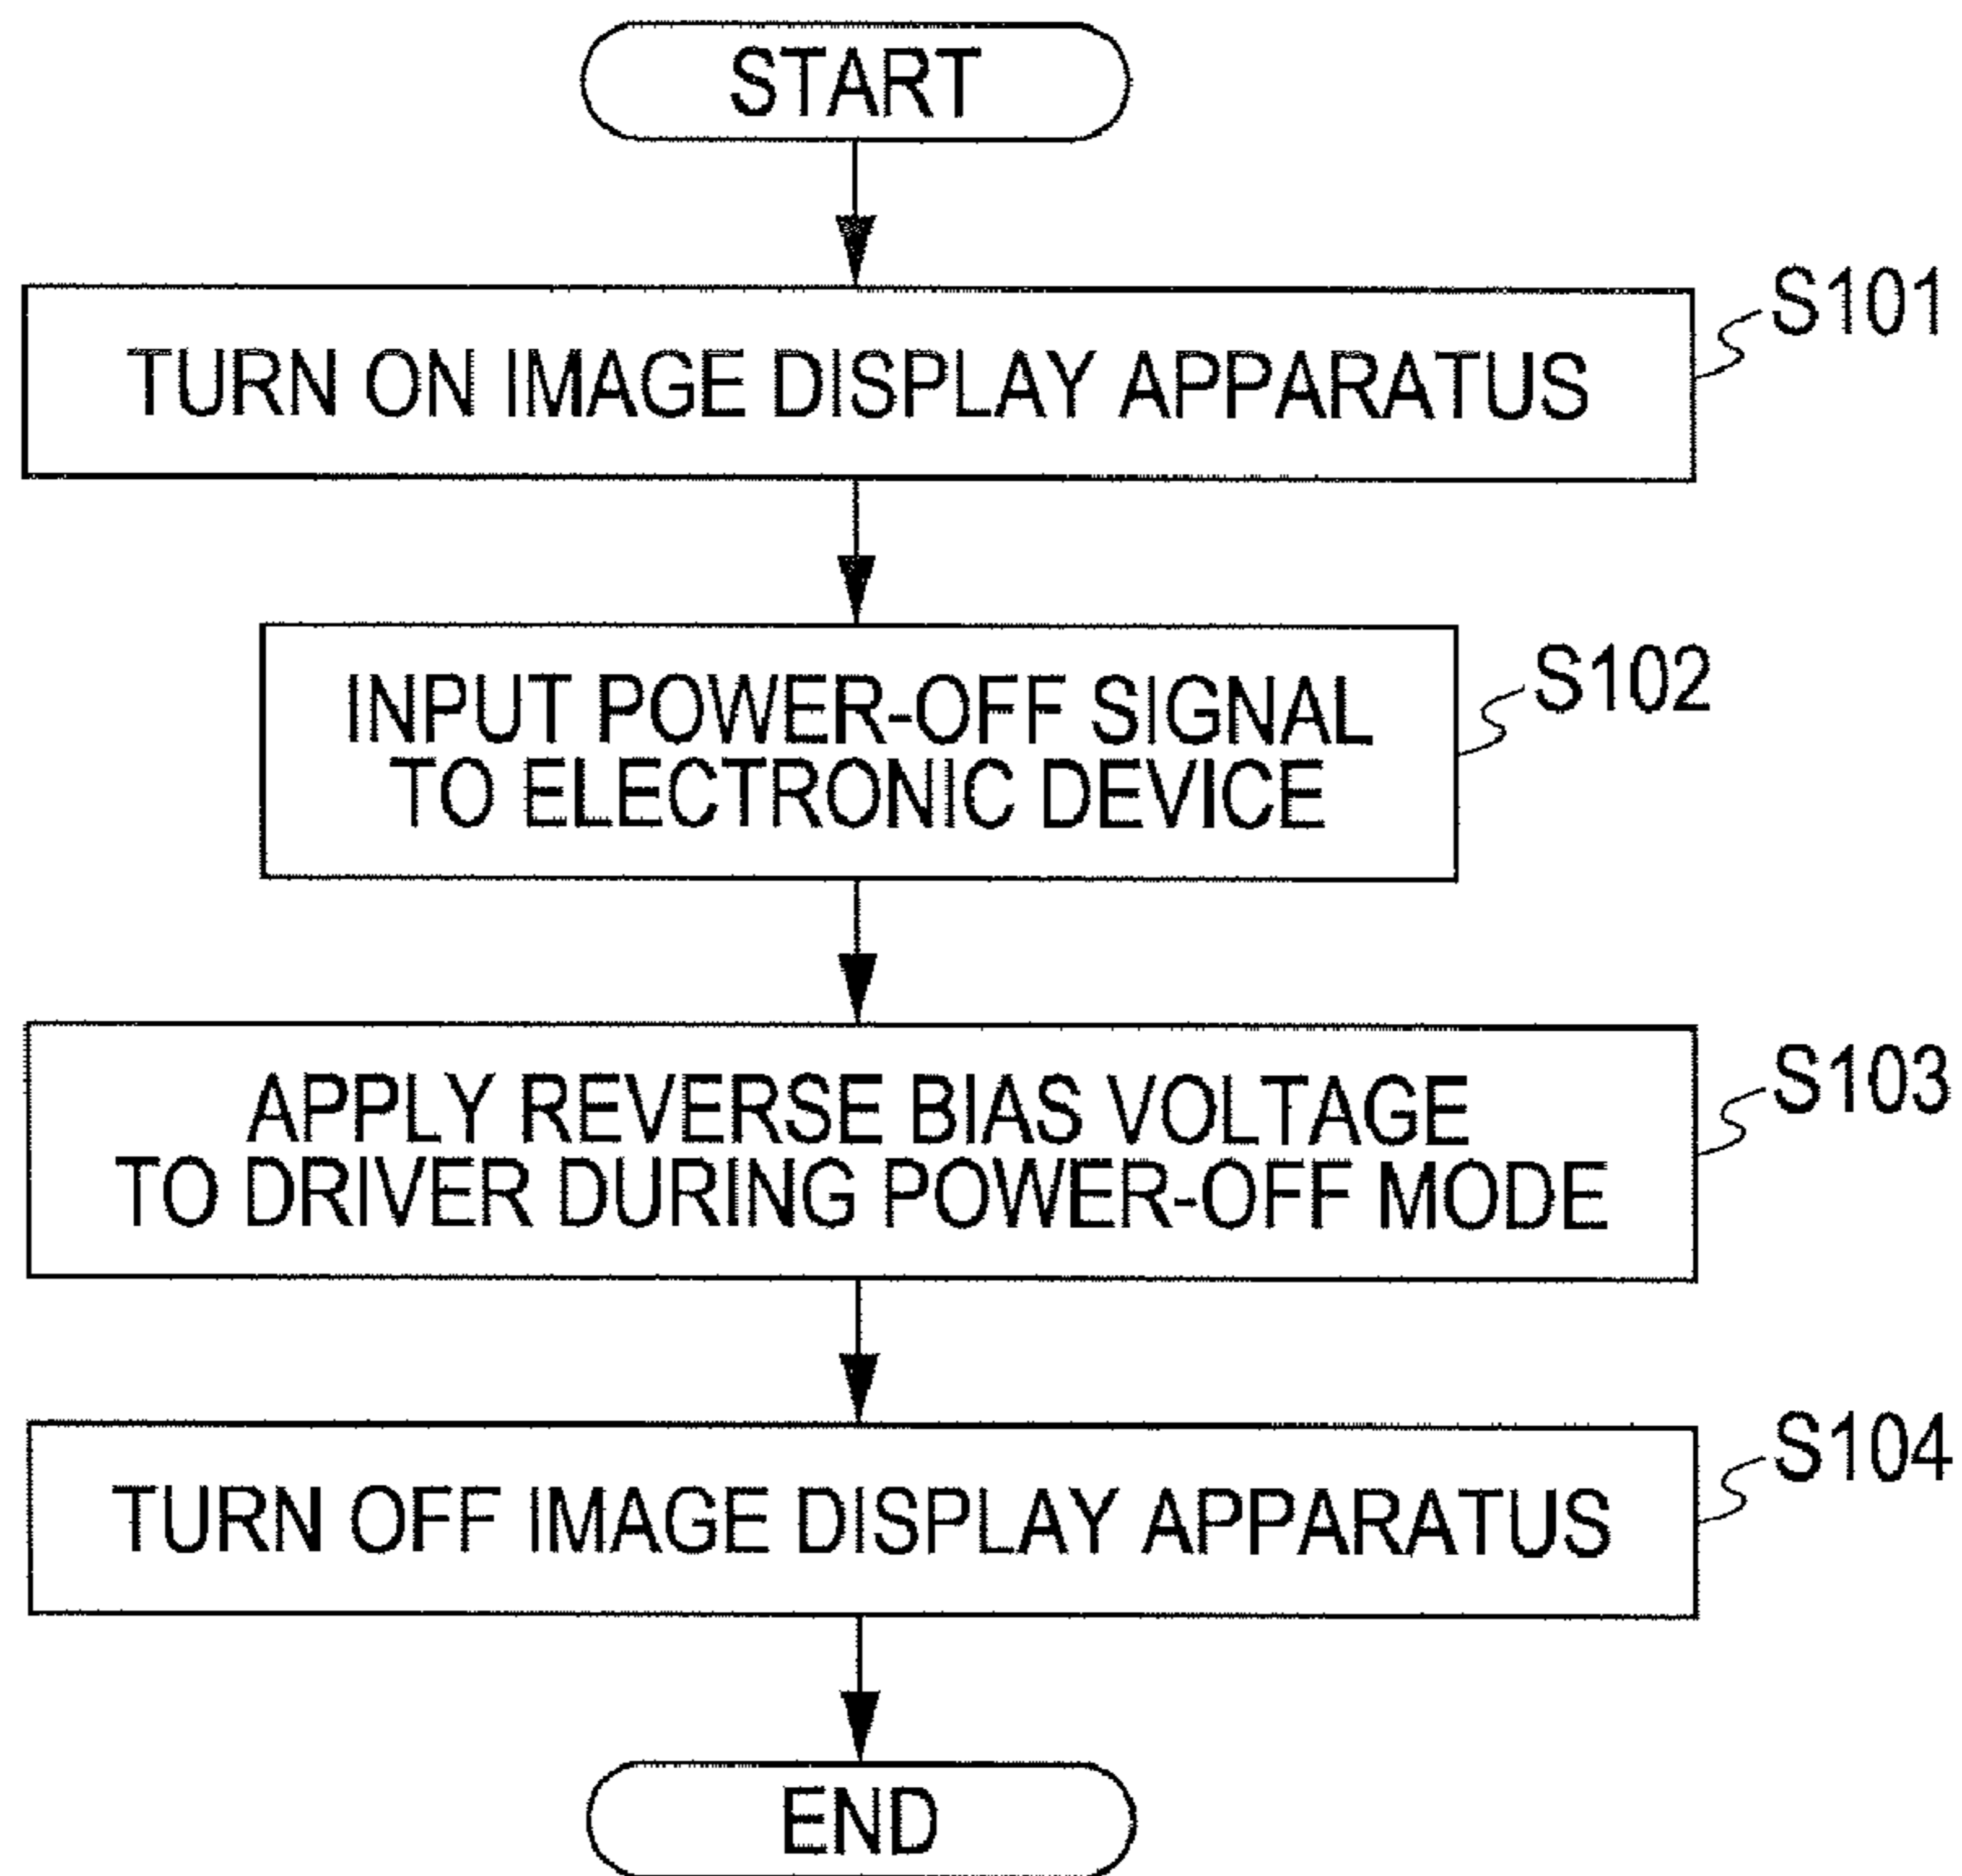 START
S101
TURN ON IMAGE DISPLAY APPARATUS
S102
INPUT POWER-OFF SIGNAL
TO ELECTRONIC DEVICE
S103
APPLY REVERSE BIAS VOLTAGE
TO DRIVER DURING POWER-OFF MODE
S104
TURN OFF IMAGE DISPLAY APPARATUS
END